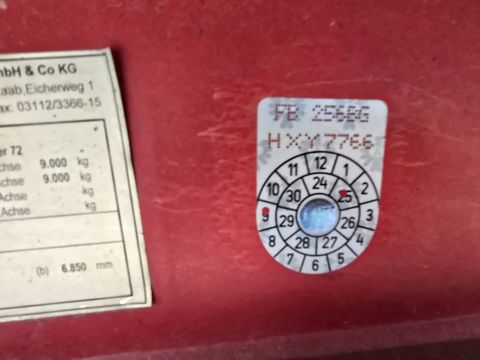 mbH & Co KG
aab, Eicherweg 1
ax: 03112/3366-15
er 72
chse 9.000 kg
9.000 kg
Achse kg
Achse kg
(b) 6.850 mm
FB 256BG
HXY7766
12 1 2 3 4 5 6 7 8 9 10 11
24 25 26 27 28 29 30